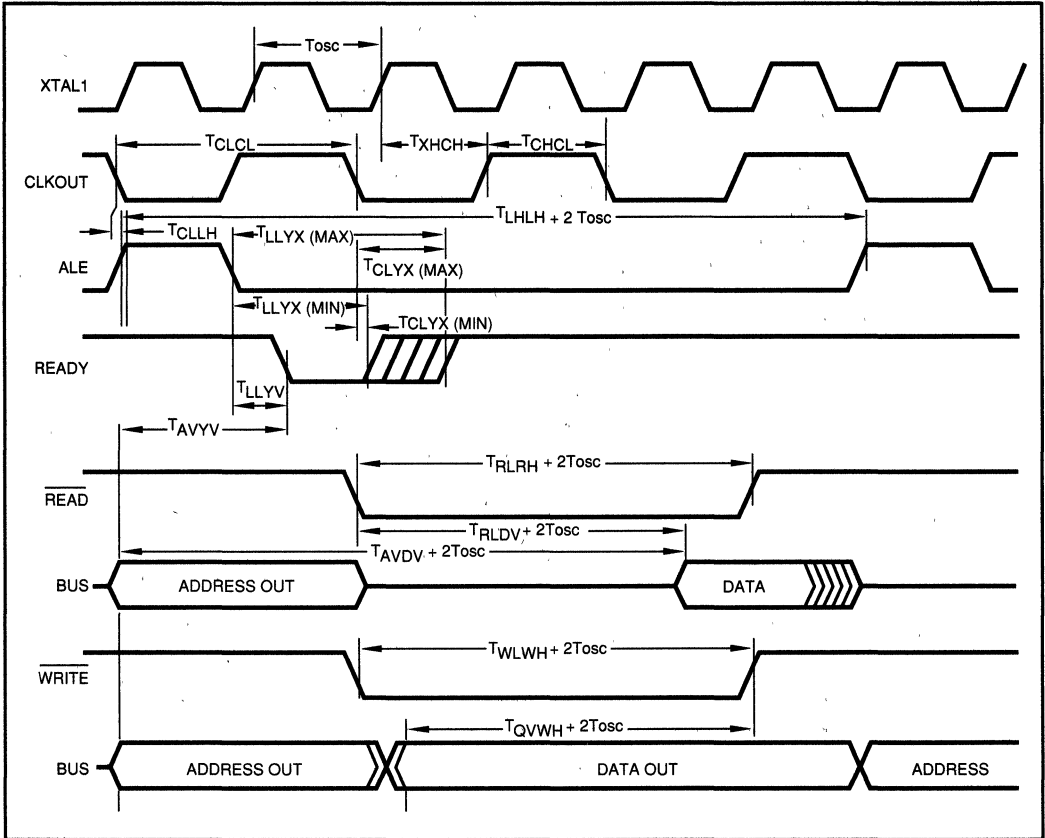 Tosc
XTAL1
TCLCL
TXHCH
TCHCL
CLKOUT
TLHLH + 2 Tosc
TCLLH
TLLYX (MAX)
ALE
TCLYX (MAX)
TLLYX (MIN)
TCLYX (MIN)
READY
TLLYV
TAVYV
TRLRH + 2Tosc
READ
TRLDV + 2Tosc
TAVDV + 2Tosc
BUS
ADDRESS OUT
DATA
TWLWH + 2Tosc
WRITE
TQVWH + 2Tosc
BUS
ADDRESS OUT
DATA OUT
ADDRESS